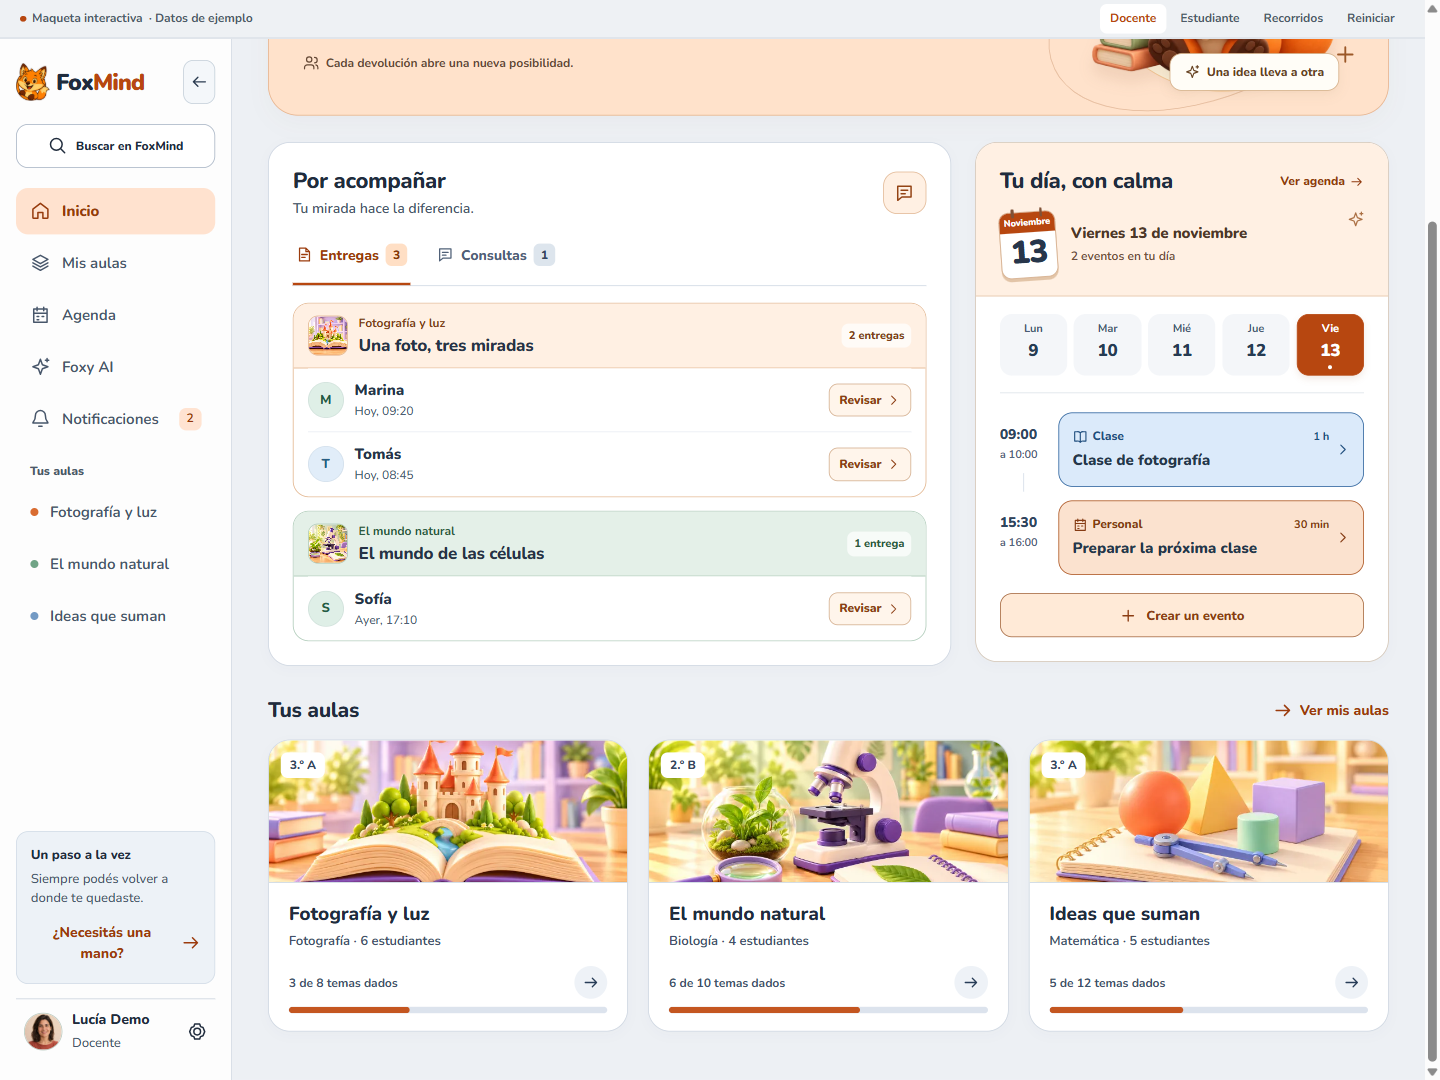 Maqueta interactiva · Datos de ejemplo
Docente
Estudiante
Recorridos
Reiniciar
FoxMind
Buscar en FoxMind
Inicio
Mis aulas
Agenda
Foxy AI
Notificaciones 2
Tus aulas
Fotografía y luz
El mundo natural
Ideas que suman
Un paso a la vez
Siempre podés volver a
donde te quedaste.
¿Necesitás una
mano?
Lucía Demo
Docente
Cada devolución abre una nueva posibilidad.
Una idea lleva a otra
Por acompañar
Tu mirada hace la diferencia.
Entregas 3
Consultas 1
Fotografía y luz
Una foto, tres miradas
2 entregas
Marina
Hoy, 09:20
Revisar
Tomás
Hoy, 08:45
Revisar
El mundo natural
El mundo de las células
1 entrega
Sofía
Ayer, 17:10
Revisar
M
T
S
Tu día, con calma
Ver agenda
Noviembre
13
Viernes 13 de noviembre
2 eventos en tu día
Lun
9
Mar
10
Mié
11
Jue
12
Vie
13
09:00
a 10:00
Clase
1 h
Clase de fotografía
15:30
a 16:00
Personal
30 min
Preparar la próxima clase
Crear un evento
Tus aulas
Ver mis aulas
3.º A
Fotografía y luz
Fotografía · 6 estudiantes
3 de 8 temas dados
2.º B
El mundo natural
Biología · 4 estudiantes
6 de 10 temas dados
3.º A
Ideas que suman
Matemática · 5 estudiantes
5 de 12 temas dados